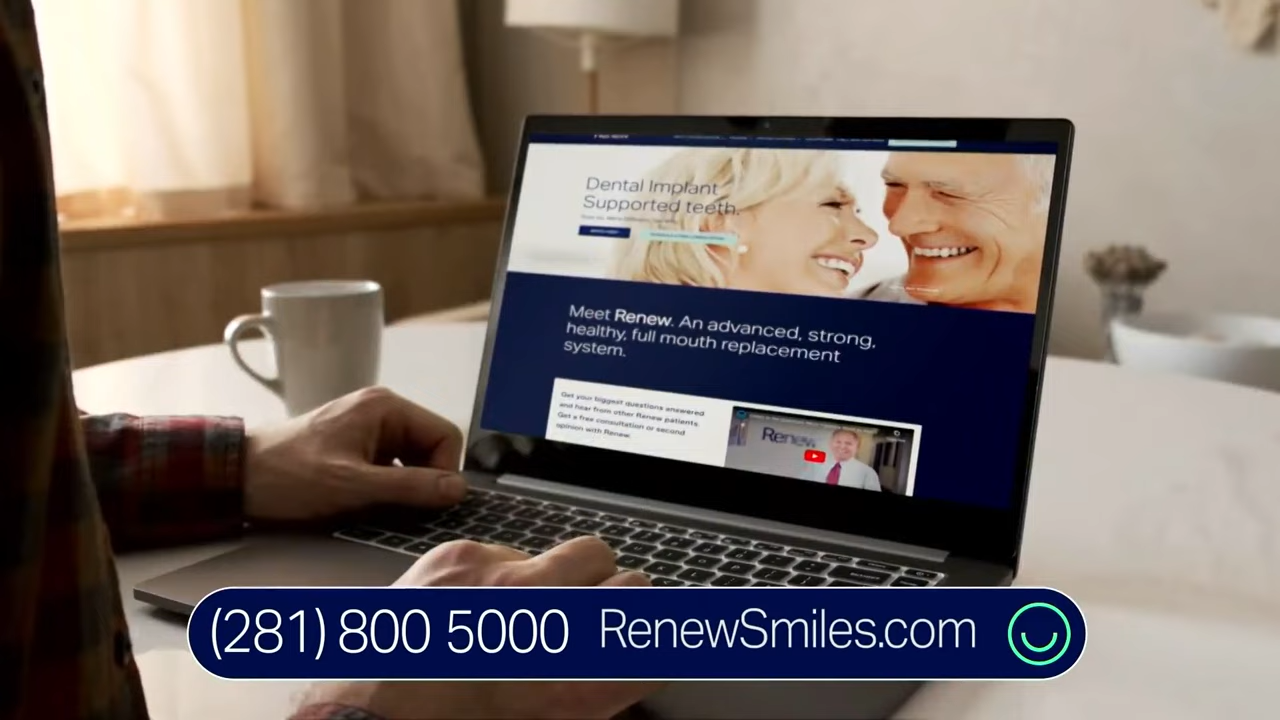 Dental Implant
Supported teeth.
Meet Renew. An advanced, strong,
healthy, full mouth replacement
system.
Get your biggest questions answered
and hear from other Renew patients.
Get a free consultation or second
opinion with Renew.
Renew
(281) 800 5000 RenewSmiles.com